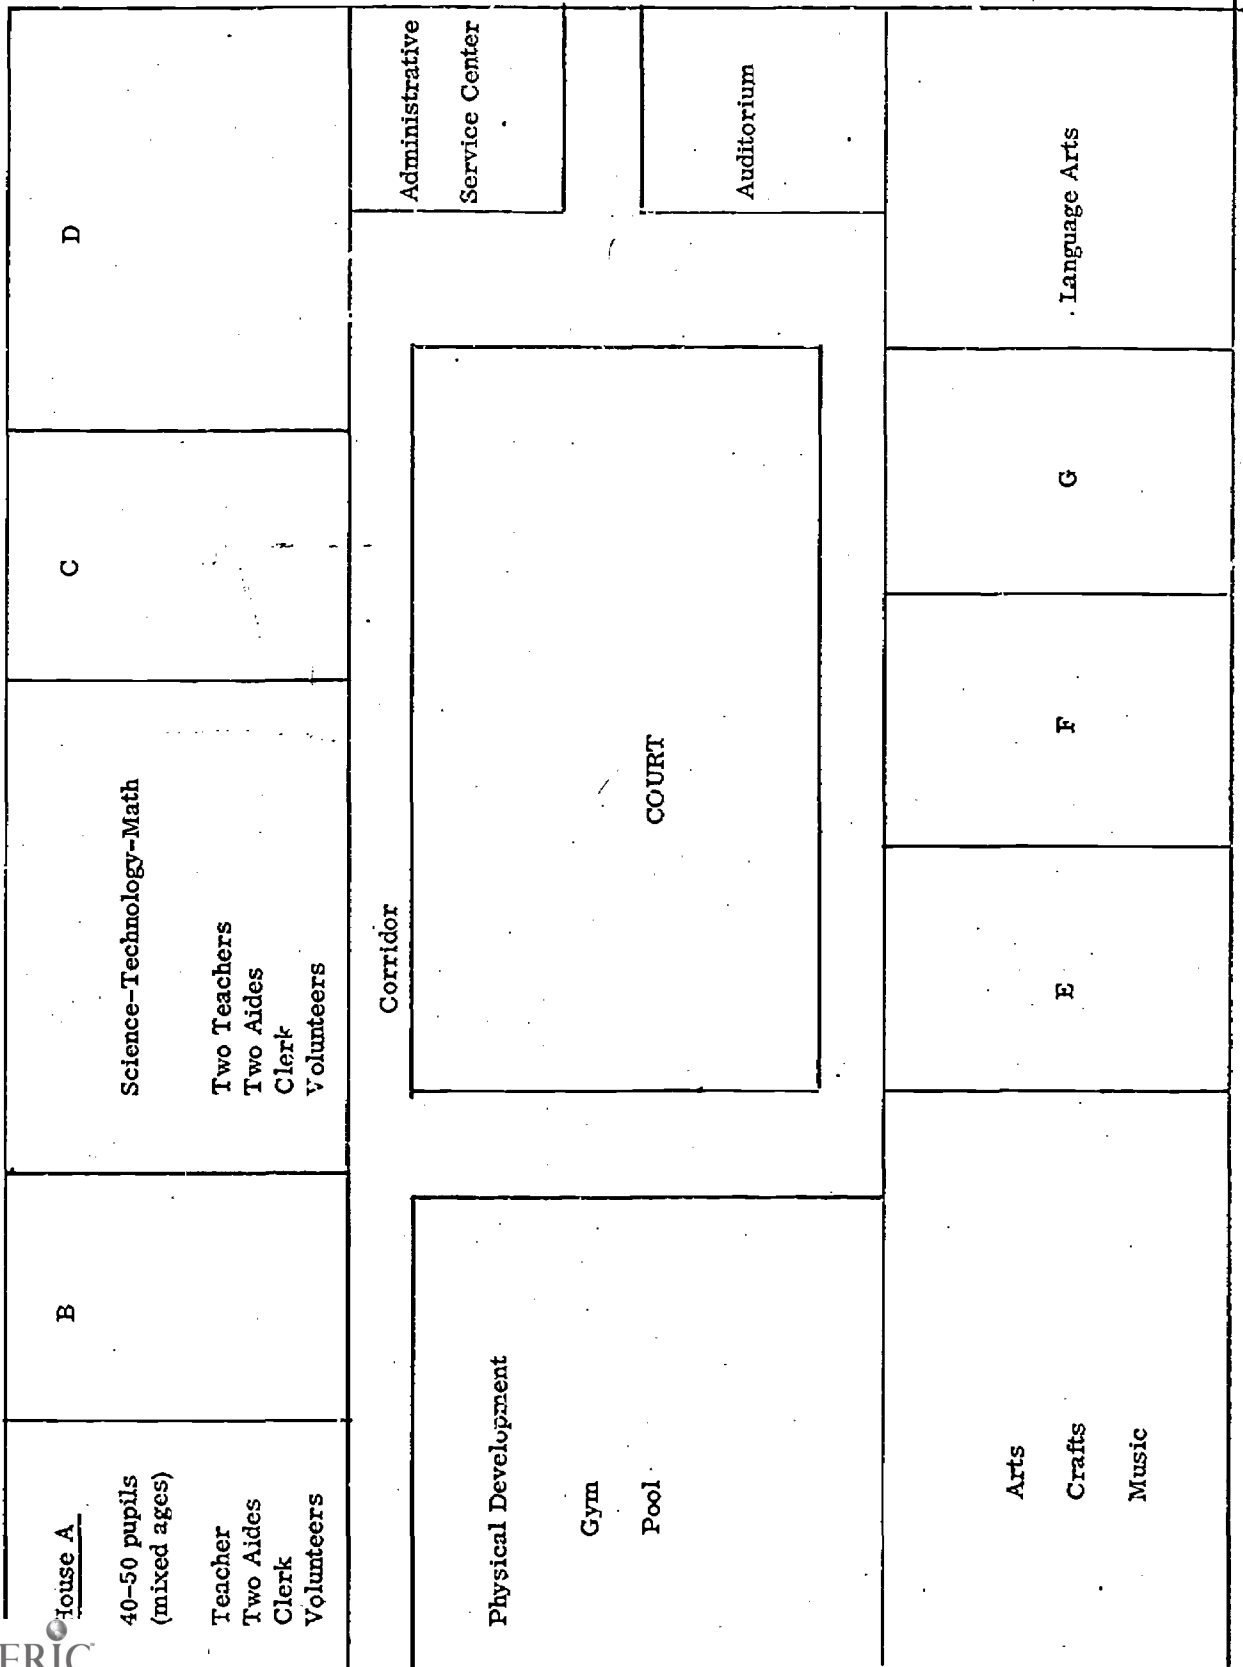 House A
40-50 pupils
(mixed ages)
Teacher
Two Aides
Clerk
Volunteers
B
Science-Technology-Math
Two Teachers
Two Aides
Clerk
Volunteers
C
D
Corridor
Administrative
Service Center
Physical Development
Gym
Pool
COURT
Auditorium
Arts
Crafts
Music
E
F
G
Language Arts
ERIC